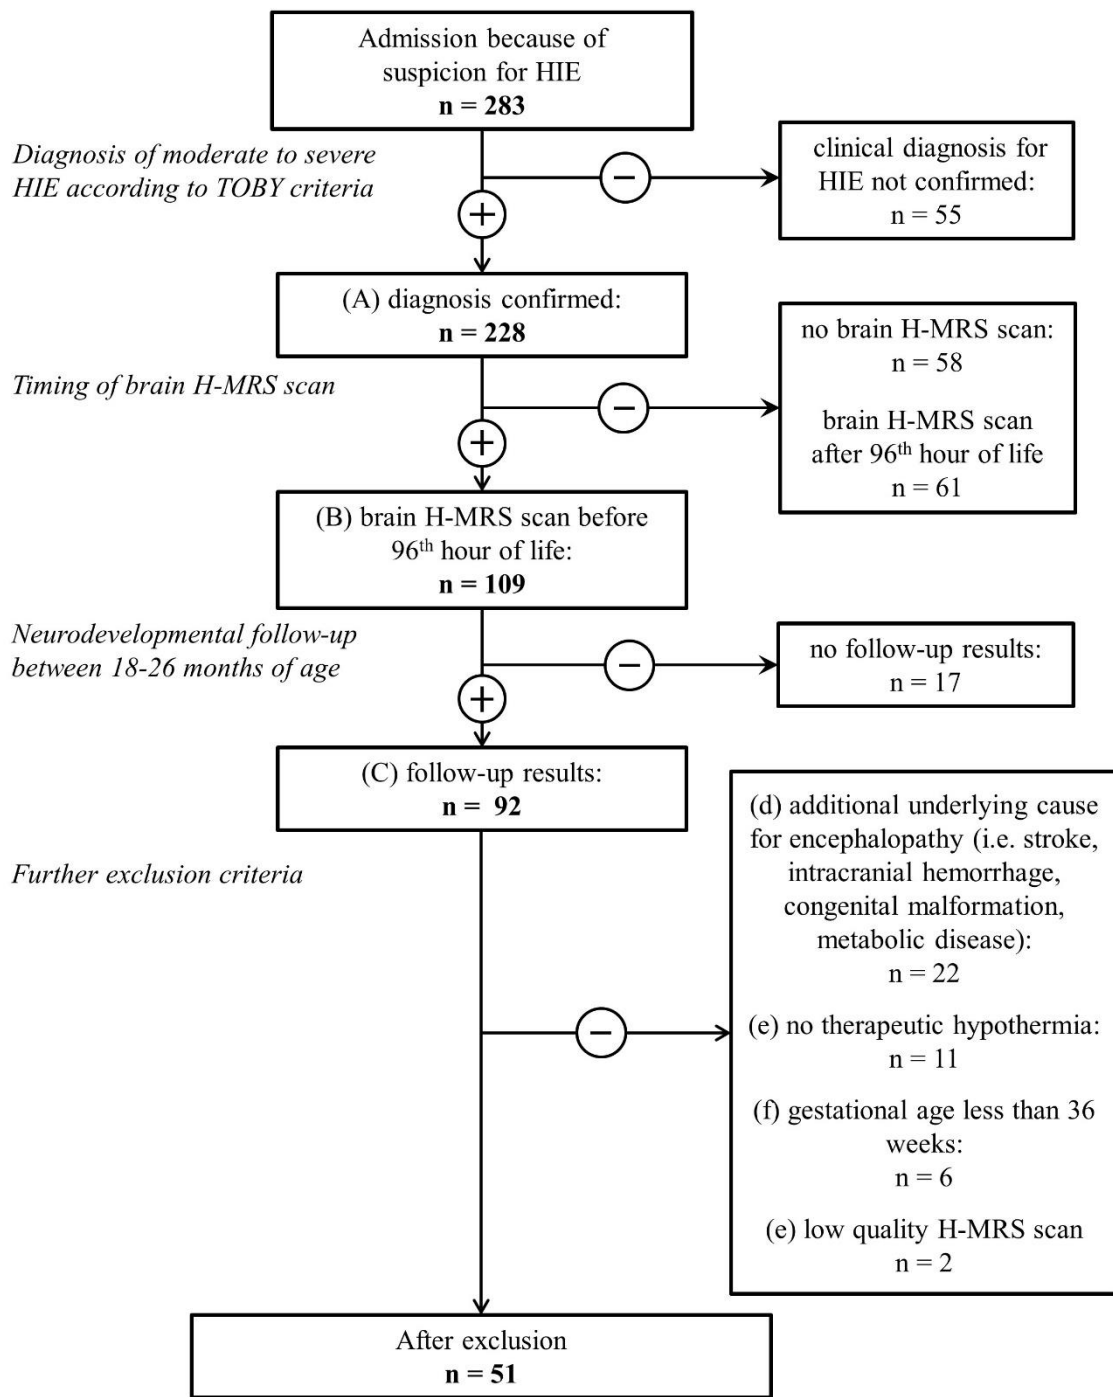 Admission because of
suspicion for HIE
n = 283
Diagnosis of moderate to severe
HIE according to TOBY criteria
clinical diagnosis for
HIE not confirmed:
n = 55
(A) diagnosis confirmed:
n = 228
Timing of brain H-MRS scan
no brain H-MRS scan:
n = 58
brain H-MRS scan
after 96th hour of life
n = 61
(B) brain H-MRS scan before
96th hour of life:
n = 109
Neurodevelopmental follow-up
between 18-26 months of age
no follow-up results:
n = 17
(C) follow-up results:
n = 92
Further exclusion criteria
(d) additional underlying cause
for encephalopathy (i.e. stroke,
intracranial hemorrhage,
congenital malformation,
metabolic disease):
n = 22
(e) no therapeutic hypothermia:
n = 11
(f) gestational age less than 36
weeks:
n = 6
(e) low quality H-MRS scan
n = 2
After exclusion
n = 51